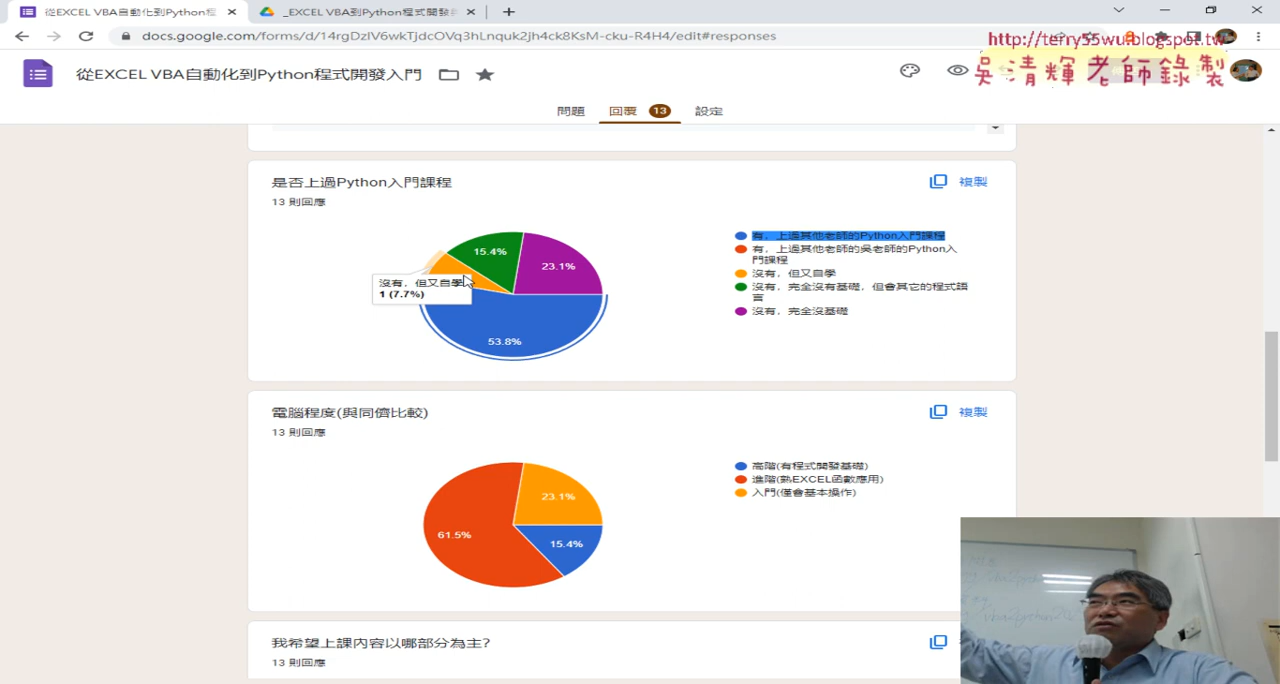 從EXCEL VBA自動化到Python程
_EXCEL VBA到Python程式開發
docs.google.com/forms/d/14rgDzlV6wkTjdcOVq3hLnquk2jh4ck8KsM-cku-R4H4/edit#responses
http://terry55wu.blogspot.tw
吳清輝老師錄製
從EXCEL VBA自動化到Python程式開發入門
問題
回覆 13
設定
是否上過Python入門課程
複製
13 則回應
15.4%
23.1%
沒有，但又自學
1 (7.7%)
53.8%
有，上過其他老師的Python入門課程
有，上過其他老師的吳老師的Python入
門課程
沒有，但又自學
沒有，完全沒有基礎，但會其它的程式語
言
沒有，完全沒基礎
電腦程度(與同儕比較)
複製
13 則回應
23.1%
61.5%
15.4%
高階(有程式開發基礎)
進階(熟EXCEL函數應用)
入門(僅會基本操作)
我希望上課內容以哪部分為主?
13 則回應